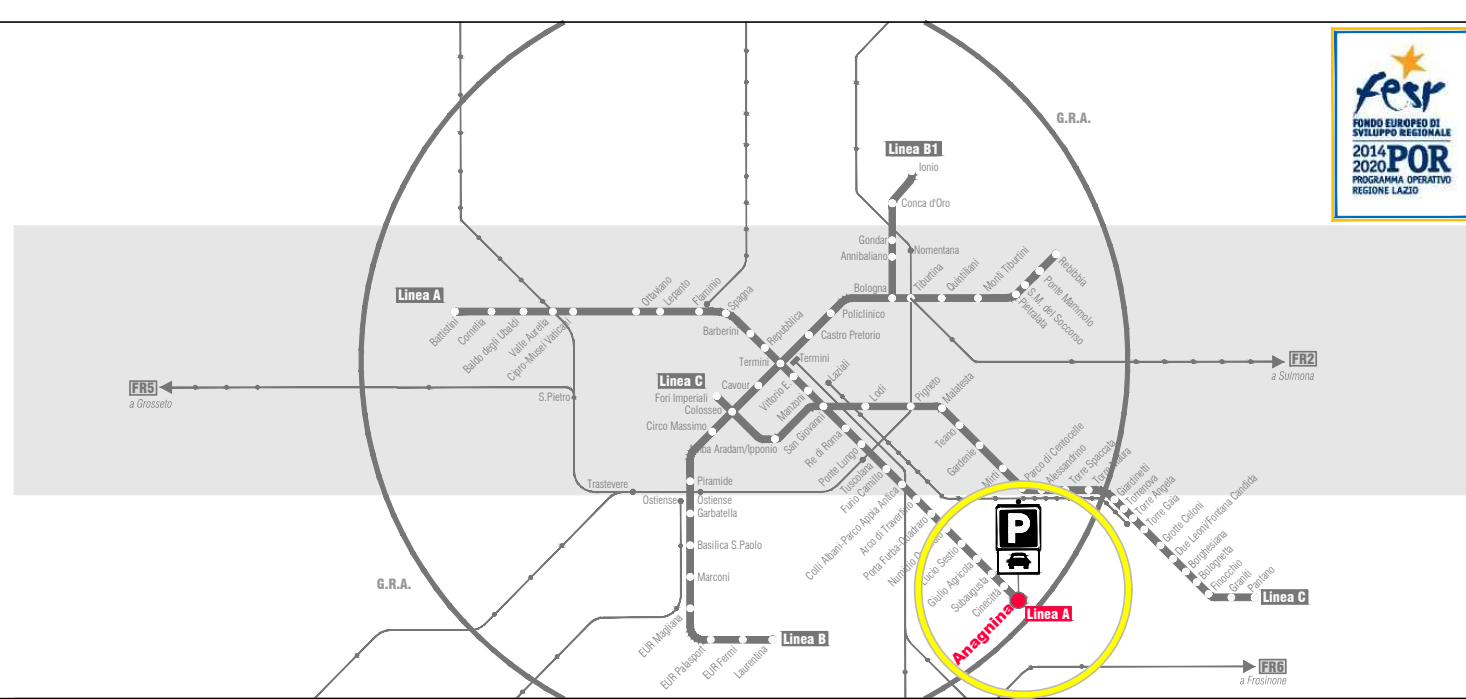 fesr
FONDO EUROPEO DI
SVILUPPO REGIONALE
2014
2020 POR
PROGRAMMA OPERATIVO
REGIONE LAZIO
G.R.A.
Linea B1
Ionio
Conca d'Oro
Gondar
Nomentana
Annibaliano
Bologna
Tiburtina
Quintiliani
Monti Tiburtini
Pietralata
S.M. del Soccorso
Ponte Mammolo
Rebibbia
Policlinico
Castro Pretorio
Linea A
Battistini
Cornelia
Baldo degli Ubaldi
Valle Aurelia
Cipro-Musei Vaticani
Ottaviano
Lepanto
Flaminio
Spagna
Barberini
Repubblica
Termini
Termini
Laziali
FR2
a Sulmona
FR5
a Grosseto
S.Pietro
Linea C
Fori Imperiali
Colosseo
Cavour
Vittorio E.
Manzoni
San Giovanni
Lodi
Pigneto
Malatesta
Teano
Gardenie
Mirti
Parco di Centocelle
Alessandrino
Torre Spaccata
Torre Maura
Giardinetti
Torrenova
Torre Angela
Torre Gaia
Grotte Celoni
Due Leoni/Fontana Candida
Borghesiana
Bolognetta
Finocchio
Graniti
Pantano
Linea C
Circo Massimo
Aradam/Ipponio
Re di Roma
Ponte Lungo
Tuscolana
Furio Camillo
Colli Albani-Parco Appia Antica
Arco di Travertino
Porta Furba-Quadraro
Lucio Sestio
Giulio Agricola
Subaugusta
Cinecittà
Anagnina
Linea A
P
Trastevere
Ostiense
Piramide
Ostiense
Garbatella
Basilica S.Paolo
Marconi
EUR Magliana
EUR Palasport
EUR Fermi
Laurentina
Linea B
G.R.A.
FR6
a Frosinone